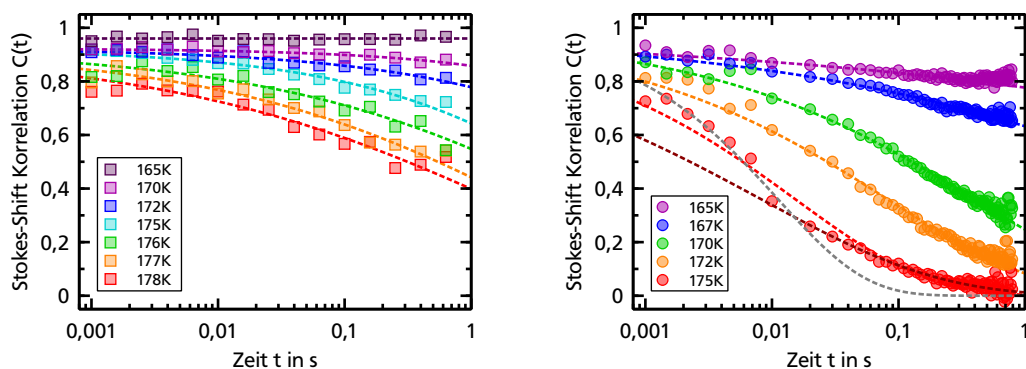 Stokes-Shift Korrelation C(t)
1
0,8
0,6
0,4
0,2
0
165K
170K
172K
175K
176K
177K
178K
0,001
0,01
0,1
1
Zeit t in s
Stokes-Shift Korrelation C(t)
1
0,8
0,6
0,4
0,2
0
165K
167K
170K
172K
175K
0,001
0,01
0,1
1
Zeit t in s